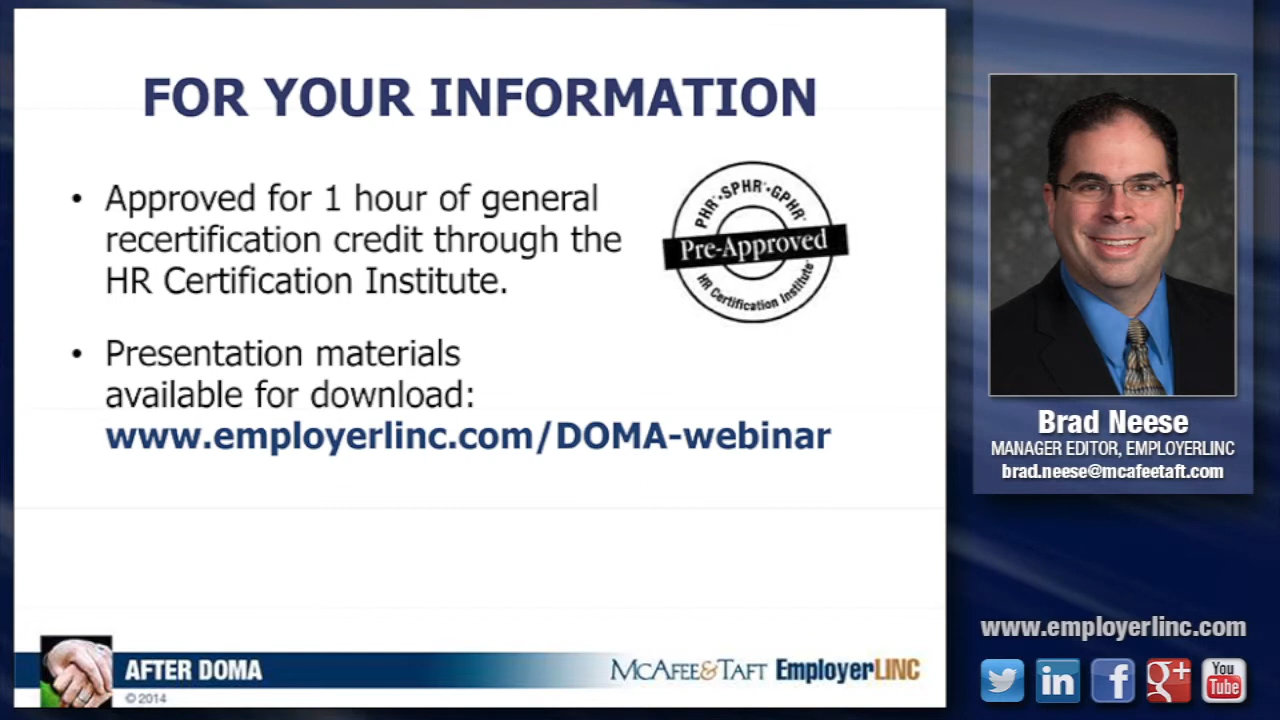 FOR YOUR INFORMATION
• Approved for 1 hour of general
recertification credit through the
HR Certification Institute.
PHR® • SPHR® • GPHR®
Pre-Approved
HR Certification Institute™
• Presentation materials
available for download:
www.employerlinc.com/DOMA-webinar
AFTER DOMA
© 2014
McAFEE&TAFT EmployerLINC
Brad Neese
MANAGER EDITOR, EMPLOYERLINC
brad.neese@mcafeetaft.com
www.employerlinc.com
in
f
g+
You
Tube